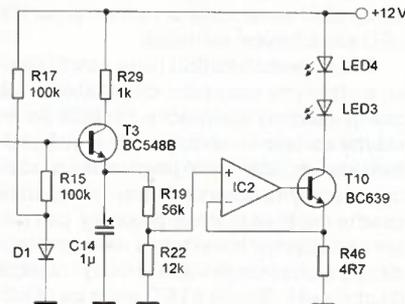 +12 V
R17
100k
R29
1k
T3
BC548B
R15
100k
D1
C14
1µ
+
R19
56k
R22
12k
+
-
IC2
LED4
LED3
T10
BC639
R46
4R7